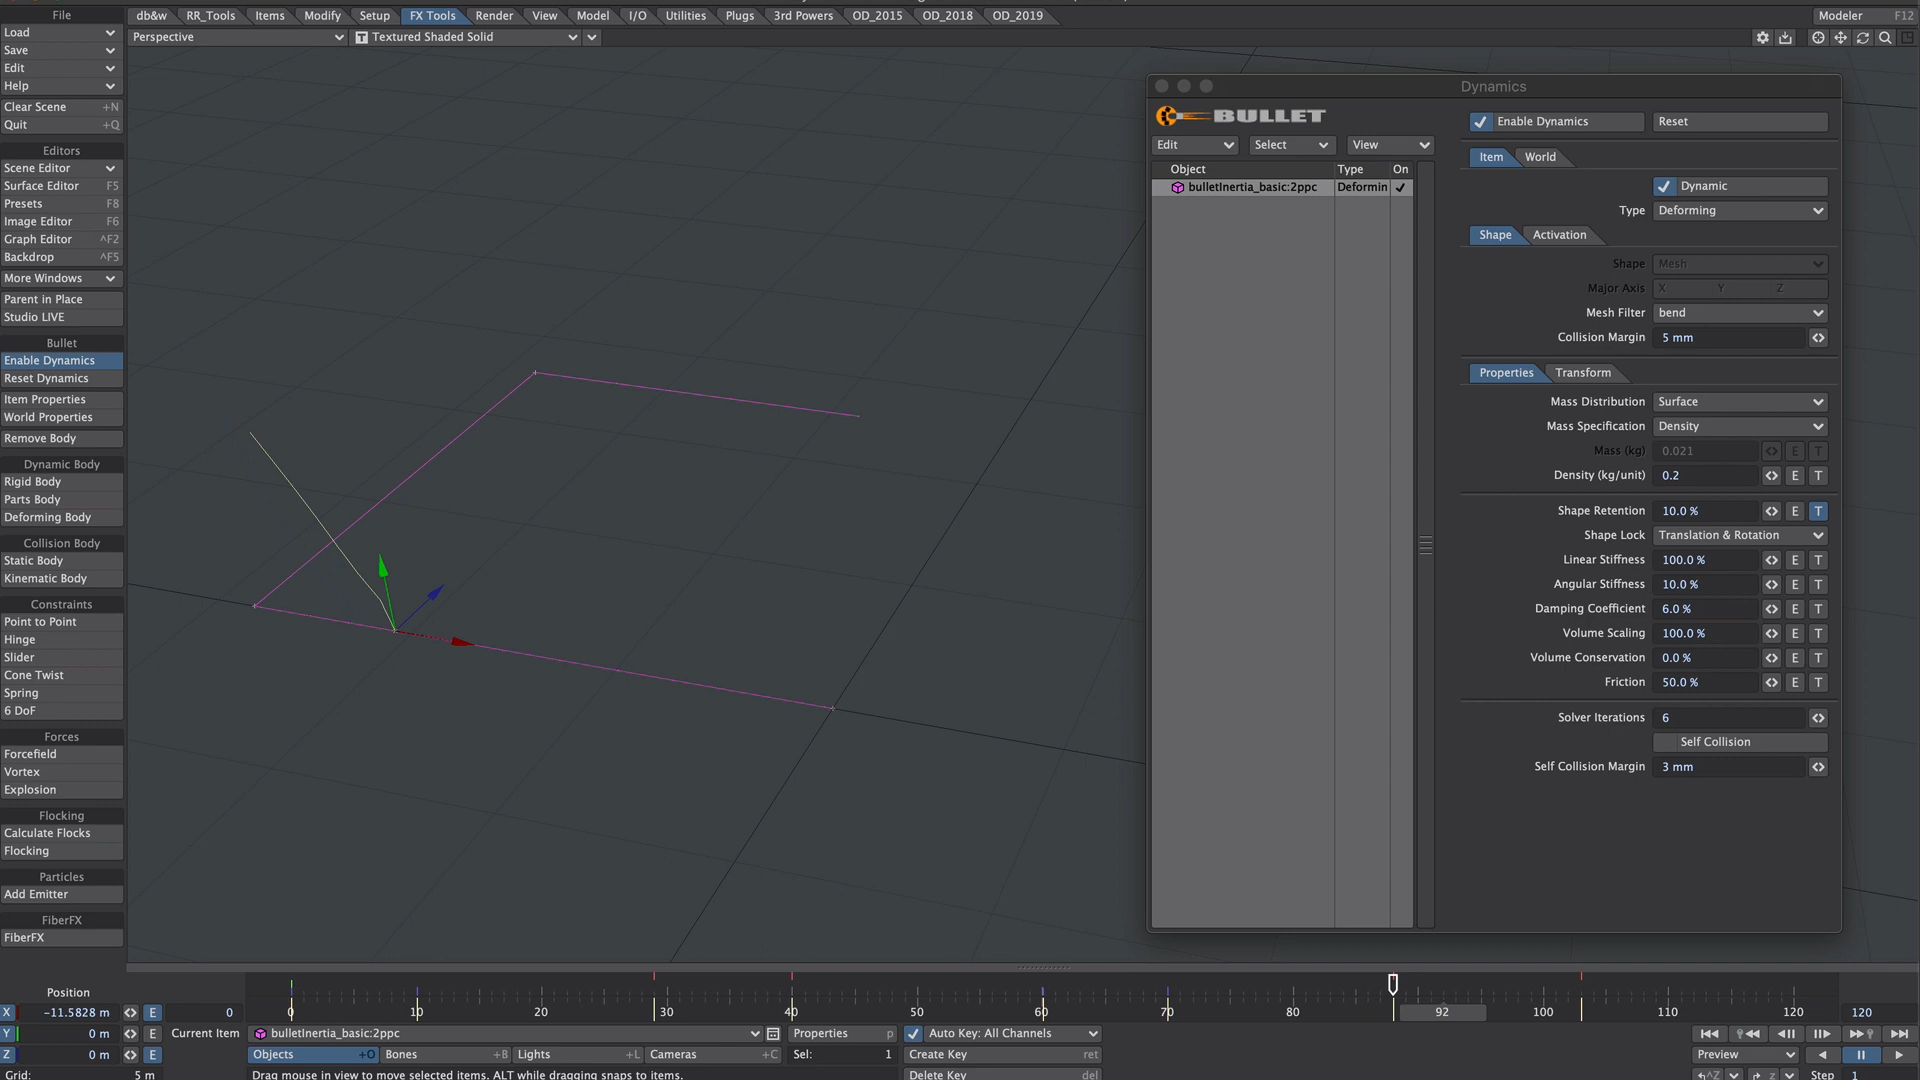 File
db&w RR_Tools Items Modify Setup FX Tools Render View Model I/O Utilities Plugs 3rd Powers OD_2015 OD_2018 OD_2019
Modeler F12
Load
Save
Edit
Help
Clear Scene +N
Quit +Q
Editors
Scene Editor
Surface Editor F5
Presets F8
Image Editor F6
Graph Editor ^F2
Backdrop ^F5
More Windows
Parent in Place
Studio LIVE
Bullet
Enable Dynamics
Reset Dynamics
Item Properties
World Properties
Remove Body
Dynamic Body
Rigid Body
Parts Body
Deforming Body
Collision Body
Static Body
Kinematic Body
Constraints
Point to Point
Hinge
Slider
Cone Twist
Spring
6 DoF
Forces
Forcefield
Vortex
Explosion
Flocking
Calculate Flocks
Flocking
Particles
Add Emitter
FiberFX
FiberFX
Perspective
T Textured Shaded Solid
Dynamics
BULLET
Edit Select View
Object Type On
bulletInertia_basic:2ppc Deformin
Enable Dynamics Reset
Item World
Dynamic
Type Deforming
Shape Activation
Shape Mesh
Major Axis X Y Z
Mesh Filter bend
Collision Margin 5 mm
Properties Transform
Mass Distribution Surface
Mass Specification Density
Mass (kg) 0.021 E T
Density (kg/unit) 0.2 E T
Shape Retention 10.0 % E T
Shape Lock Translation & Rotation
Linear Stiffness 100.0 % E T
Angular Stiffness 10.0 % E T
Damping Coefficient 6.0 % E T
Volume Scaling 100.0 % E T
Volume Conservation 0.0 % E T
Friction 50.0 % E T
Solver Iterations 6
Self Collision
Self Collision Margin 3 mm
Position
X -11.5828 m E 0
0 10 20 30 40 50 60 70 80 92 100 110 120 120
Y 0 m E Current Item bulletInertia_basic:2ppc Properties p Auto Key: All Channels
Z 0 m E Objects +O Bones +B Lights +L Cameras +C Sel: 1 Create Key ret
Preview
Grid: 5 m Drag mouse in view to move selected items. ALT while dragging snaps to items. Delete Key del
^Z z Step 1